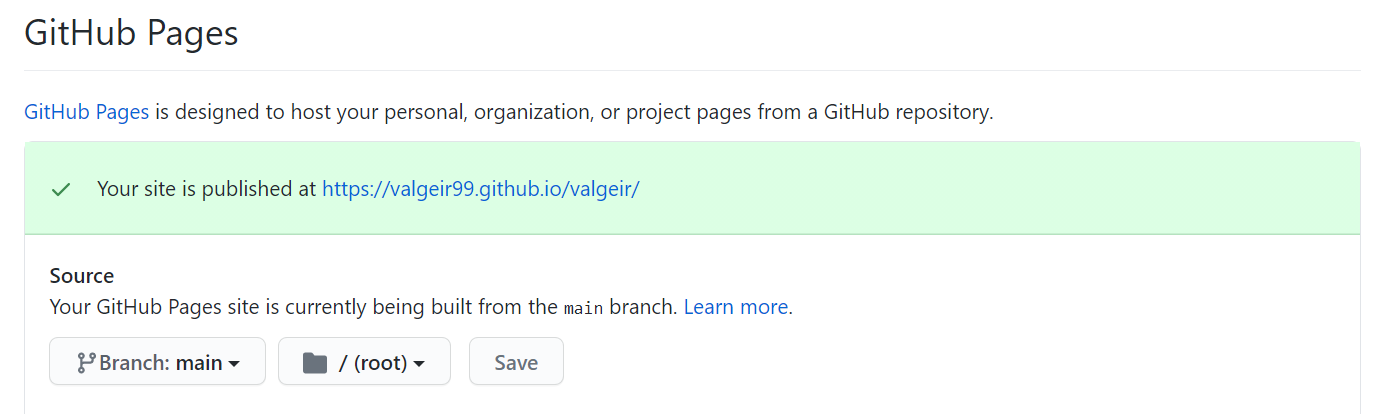 GitHub Pages
GitHub Pages is designed to host your personal, organization, or project pages from a GitHub repository.
Your site is published at https://valgeir99.github.io/valgeir/
Source
Your GitHub Pages site is currently being built from the main branch. Learn more.
Branch: main / (root) Save